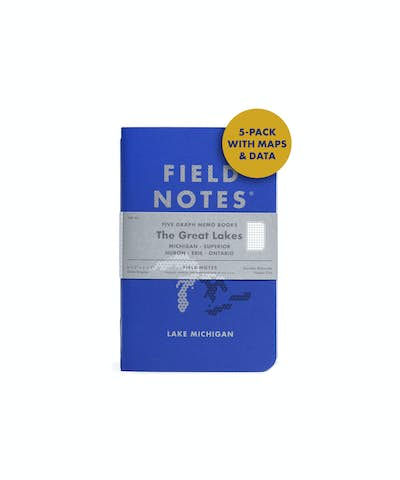 5-PACK
WITH MAPS
& DATA
FIELD
NOTES®
FIVE GRAPH MEMO BOOKS
The Great Lakes
MICHIGAN · SUPERIOR
HURON · ERIE · ONTARIO
FIELD NOTES
LAKE MICHIGAN